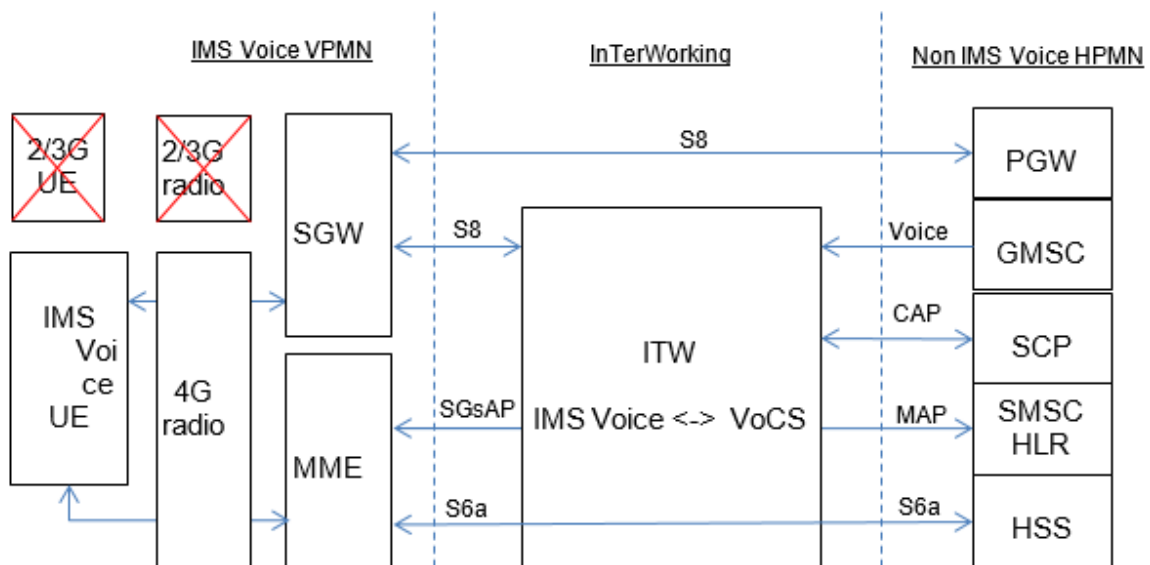 IMS Voice VPMN
InTerWorking
Non IMS Voice HPMN
2/3G
UE
2/3G
radio
SGW
S8
PGW
S8
Voice
GMSC
IMS
Voi
ce
UE
4G
radio
ITW
IMS Voice <-> VoCS
CAP
SCP
MME
SGsAP
MAP
SMSC
HLR
S6a
S6a
HSS